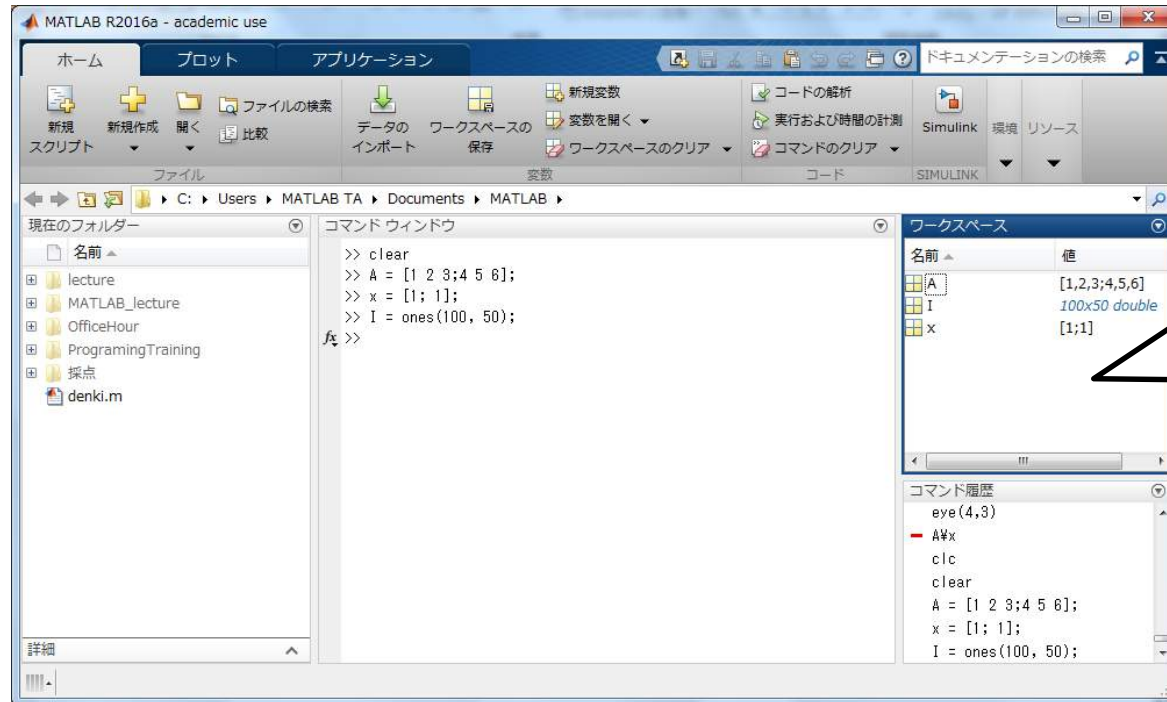 MATLAB R2016a - academic use
ホーム プロット アプリケーション ドキュメンテーションの検索
新規スクリプト 新規作成 開く ファイルの検索 比較
データのインポート ワークスペースの保存 新規変数 変数を開く ワークスペースのクリア
コードの解析 実行および時間の計測 コマンドのクリア
Simulink 環境 リソース
ファイル 変数 コード SIMULINK
C: Users MATLAB TA Documents MATLAB
現在のフォルダー
名前
lecture
MATLAB_lecture
OfficeHour
ProgramingTraining
採点
denki.m
詳細
コマンド ウィンドウ
>> clear
>> A = [1 2 3;4 5 6];
>> x = [1; 1];
>> I = ones(100, 50);
fx >>
ワークスペース
名前 値
A [1,2,3;4,5,6]
I 100x50 double
x [1;1]
コマンド履歴
eye(4,3)
A¥x
clc
clear
A = [1 2 3;4 5 6];
x = [1; 1];
I = ones(100, 50);